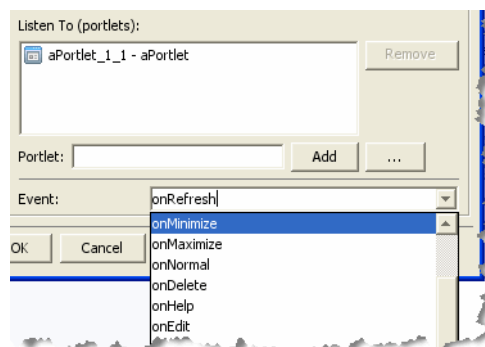 Listen To (portlets):
aPortlet_1_1 - aPortlet
Remove
Portlet:
Add
...
Event:
onRefresh
onMinimize
OK
Cancel
onMaximize
onNormal
onDelete
onHelp
onEdit